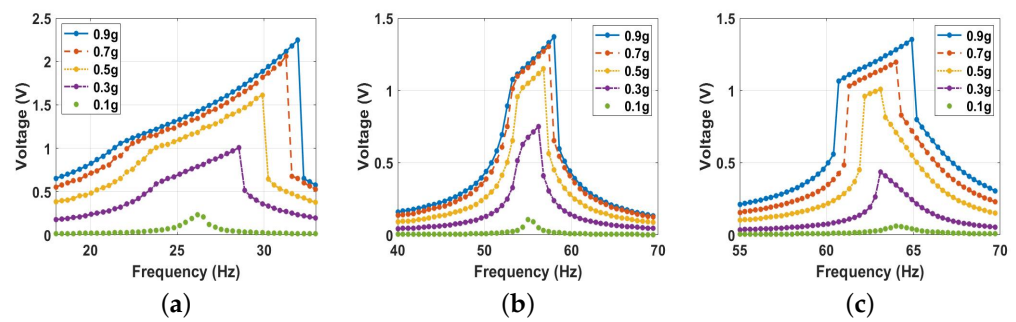 2.5
2
1.5
1
0.5
0
Voltage (V)
0.9g
0.7g
0.5g
0.3g
0.1g
20 25 30
Frequency (Hz)
(a)
1.5
1
0.5
0
Voltage (V)
0.9g
0.7g
0.5g
0.3g
0.1g
40 50 60 70
Frequency (Hz)
(b)
1.5
1
0.5
0
Voltage (V)
0.9g
0.7g
0.5g
0.3g
0.1g
55 60 65 70
Frequency (Hz)
(c)